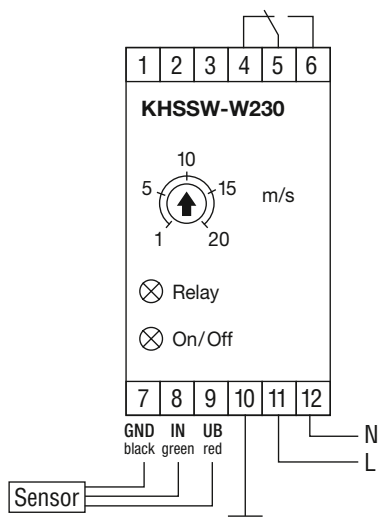 1 2 3 4 5 6
KHSSW-W230
10
5 15 m/s
1 20
Relay
On/Off
7 8 9 10 11 12
GND IN UB
black green red
N
L
Sensor